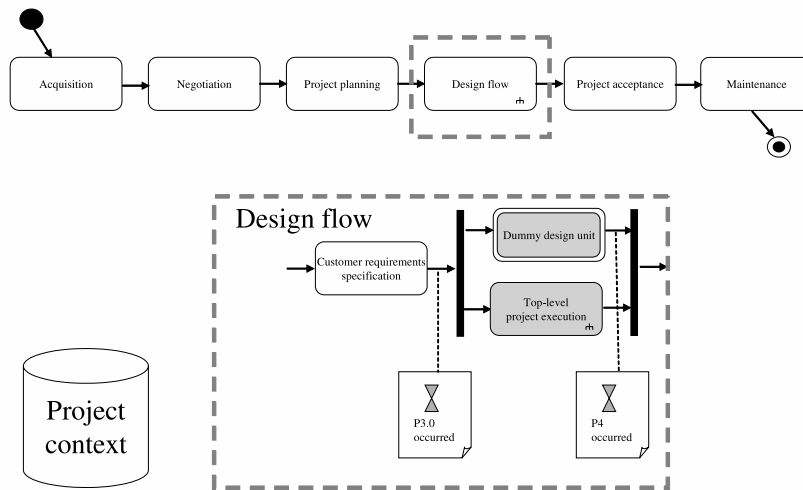 Acquisition
Negotiation
Project planning
Design flow
Project acceptance
Maintenance
Design flow
Customer requirements
specification
Dummy design unit
Top-level
project execution
P3.0
occurred
P4
occurred
Project
context